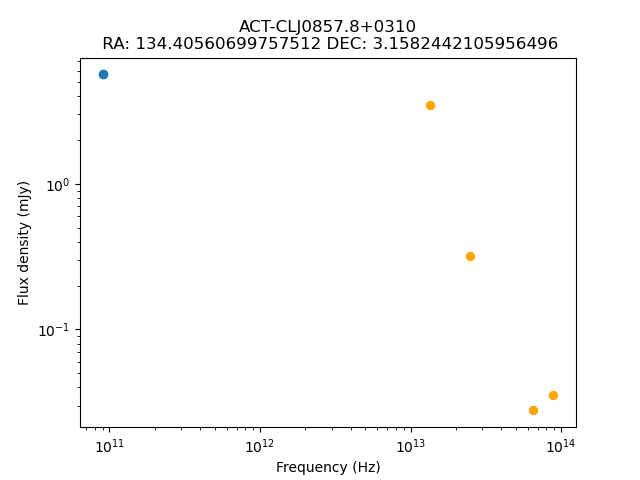 ACT-CLJ0857.8+0310
RA: 134.40560699757512 DEC: 3.1582442105956496
Flux density (mJy)
10⁰
10⁻¹
10¹¹ 10¹² 10¹³ 10¹⁴
Frequency (Hz)